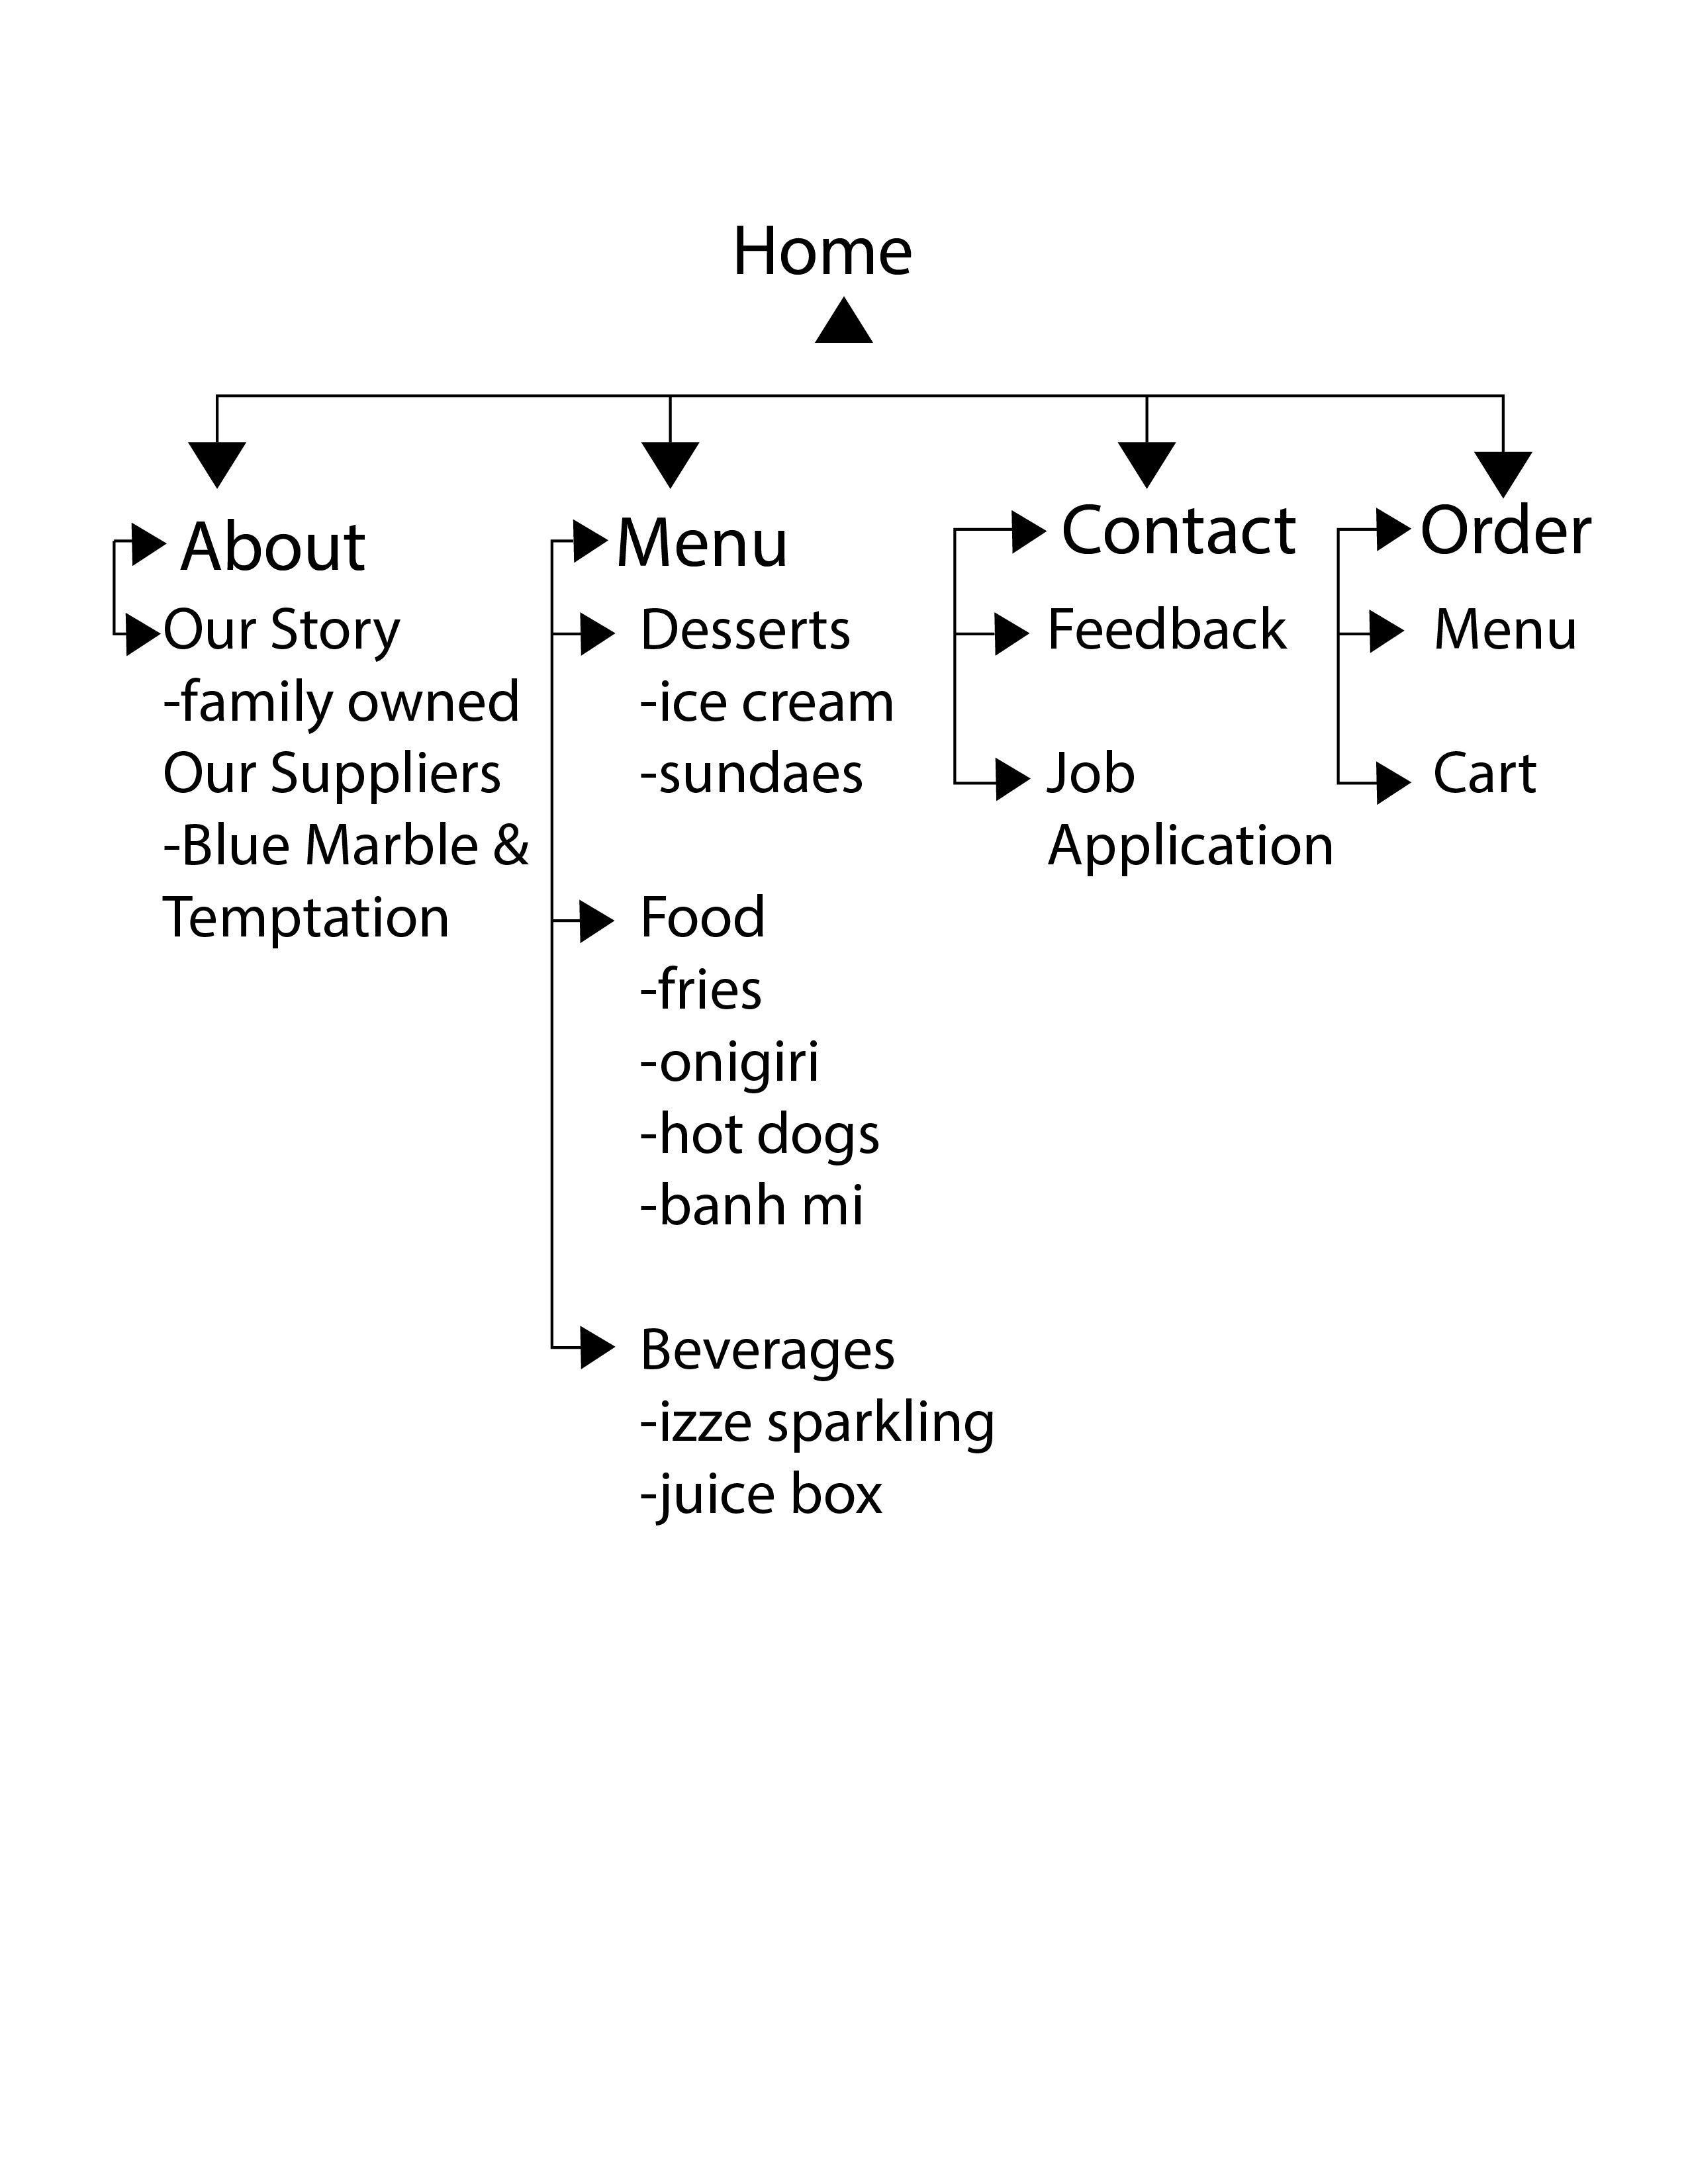 Home
About
Our Story
-family owned
Our Suppliers
-Blue Marble &
Temptation
Menu
Desserts
-ice cream
-sundaes
Food
-fries
-onigiri
-hot dogs
-banh mi
Beverages
-izze sparkling
-juice box
Contact
Feedback
Job
Application
Order
Menu
Cart